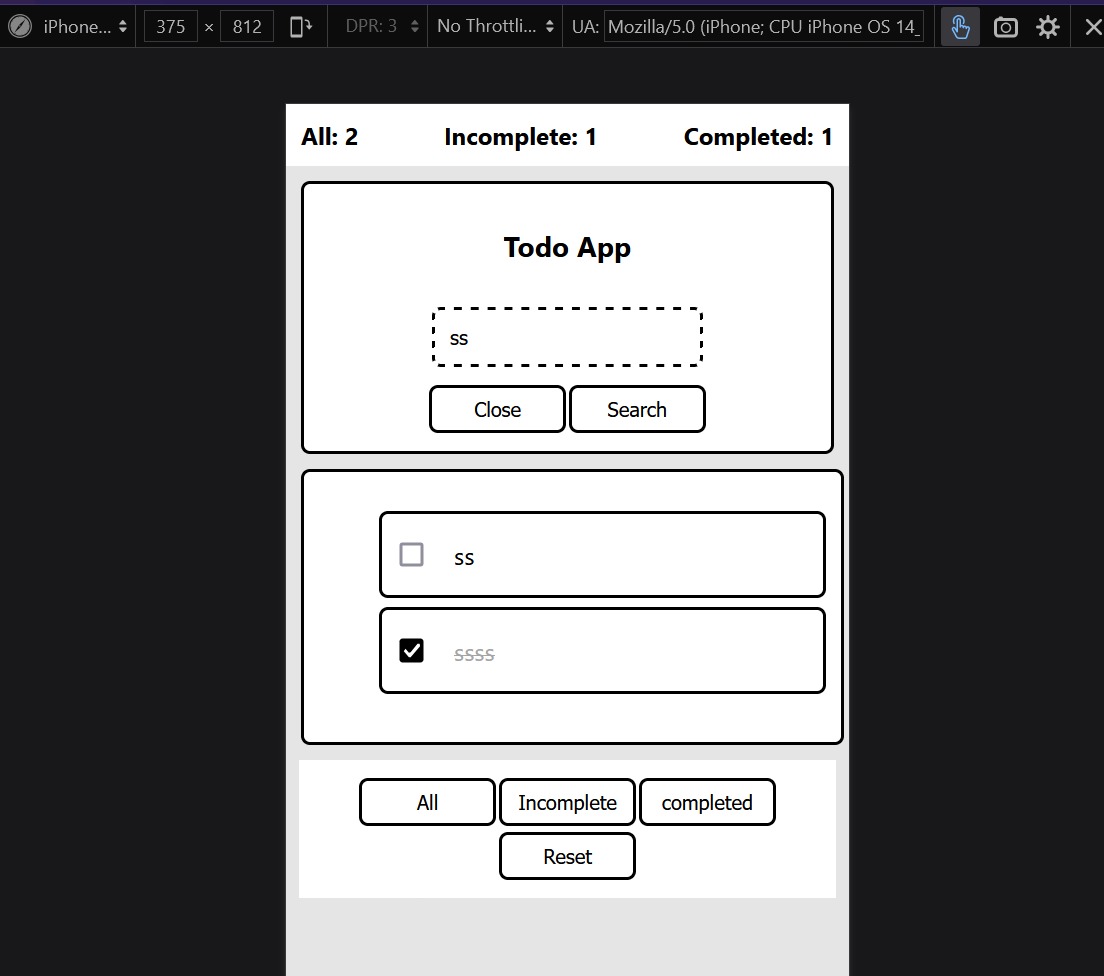 iPhone... 375 × 812 DPR: 3 No Throttli... UA: Mozilla/5.0 (iPhone; CPU iPhone OS 14_
All: 2 Incomplete: 1 Completed: 1
Todo App
ss
Close Search
ss
ssss
All Incomplete completed
Reset